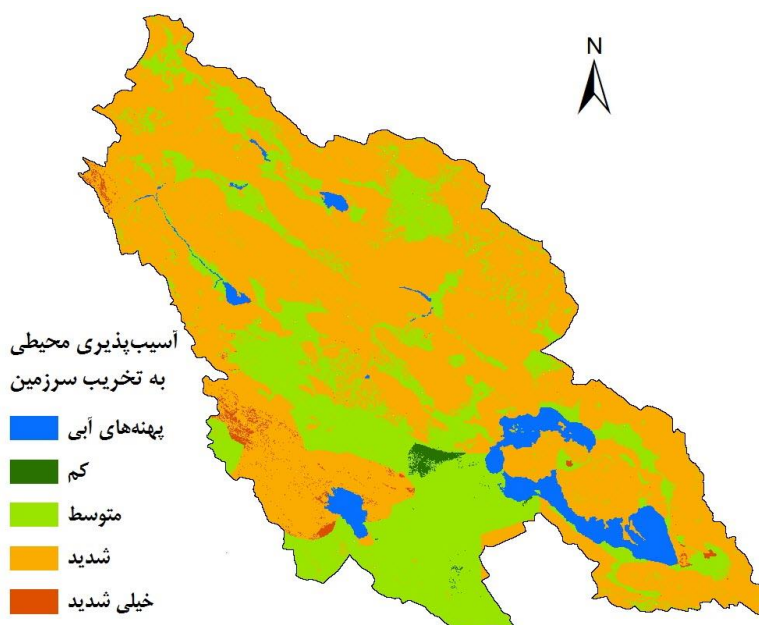 N
آسیب‌پذیری محیطی
به تخریب سرزمین
پهنه‌های آبی
کم
متوسط
شدید
خیلی شدید